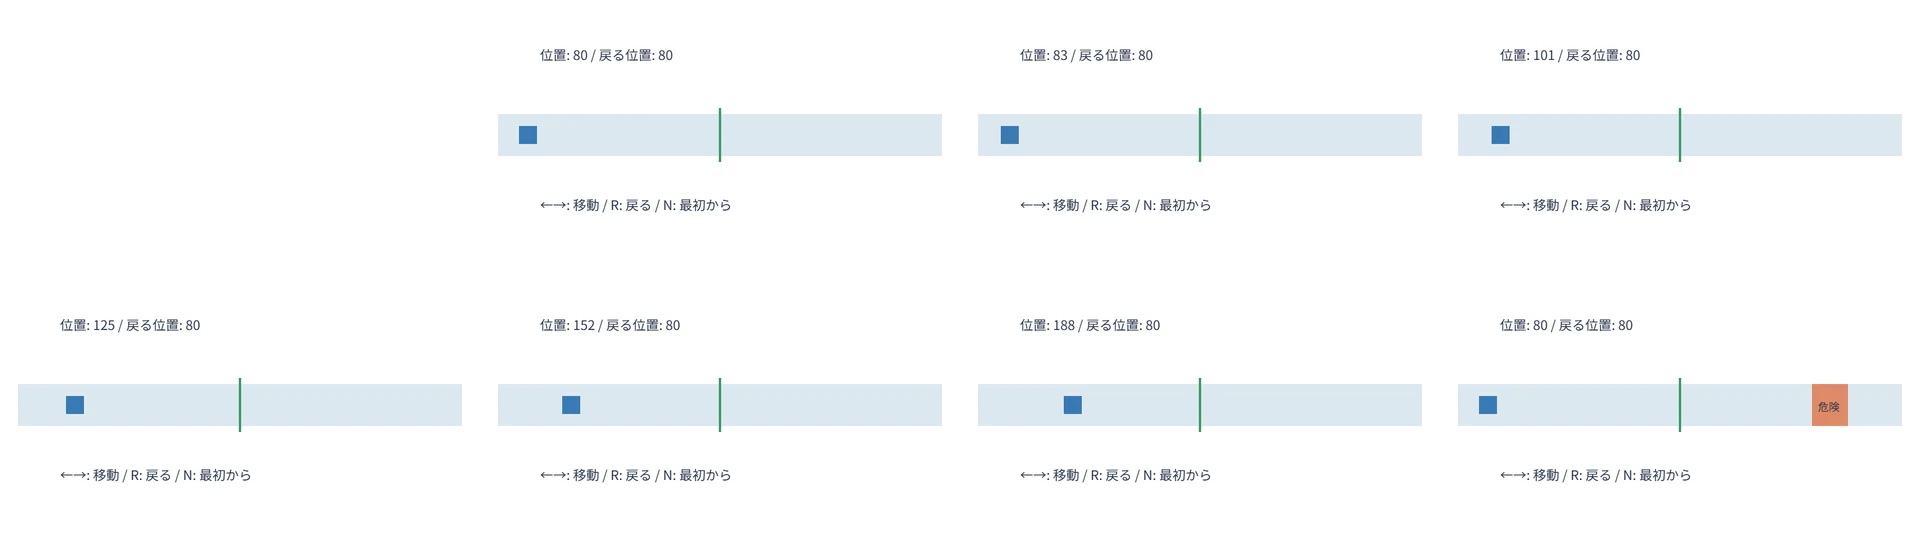 位置: 80 / 戻る位置: 80
←→: 移動 / R: 戻る / N: 最初から
位置: 83 / 戻る位置: 80
←→: 移動 / R: 戻る / N: 最初から
位置: 101 / 戻る位置: 80
←→: 移動 / R: 戻る / N: 最初から
位置: 125 / 戻る位置: 80
←→: 移動 / R: 戻る / N: 最初から
位置: 152 / 戻る位置: 80
←→: 移動 / R: 戻る / N: 最初から
位置: 188 / 戻る位置: 80
←→: 移動 / R: 戻る / N: 最初から
位置: 80 / 戻る位置: 80
危険
←→: 移動 / R: 戻る / N: 最初から